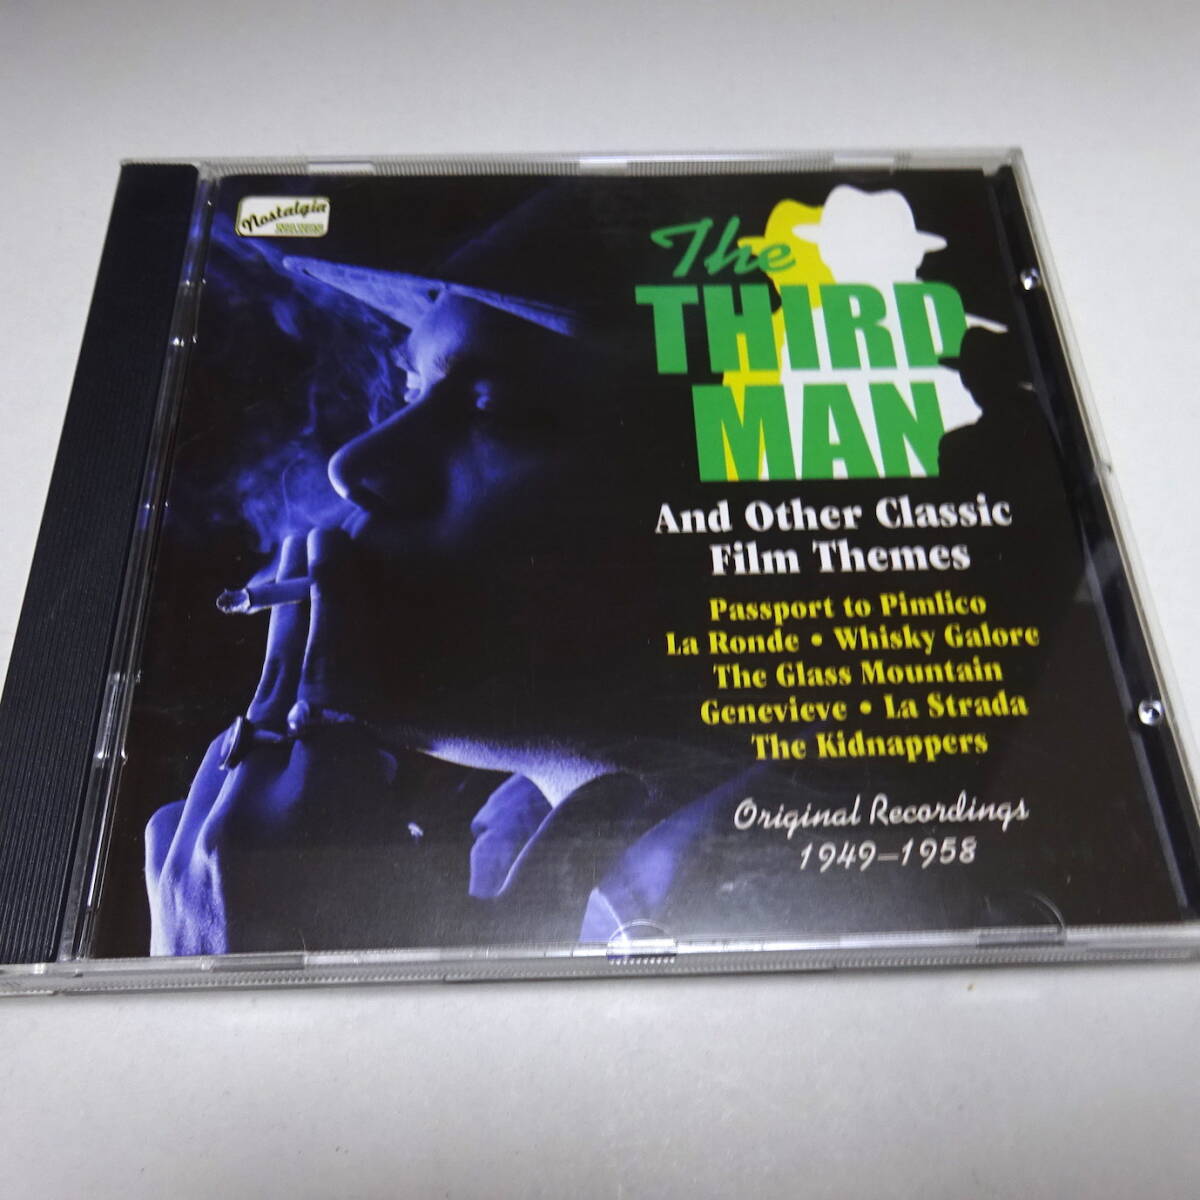 Nostalgia
NAXOS
The
THIRD
MAN
And Other Classic
Film Themes
Passport to Pimlico
La Ronde • Whisky Galore
The Glass Mountain
Genevieve • La Strada
The Kidnappers
Original Recordings
1949–1958